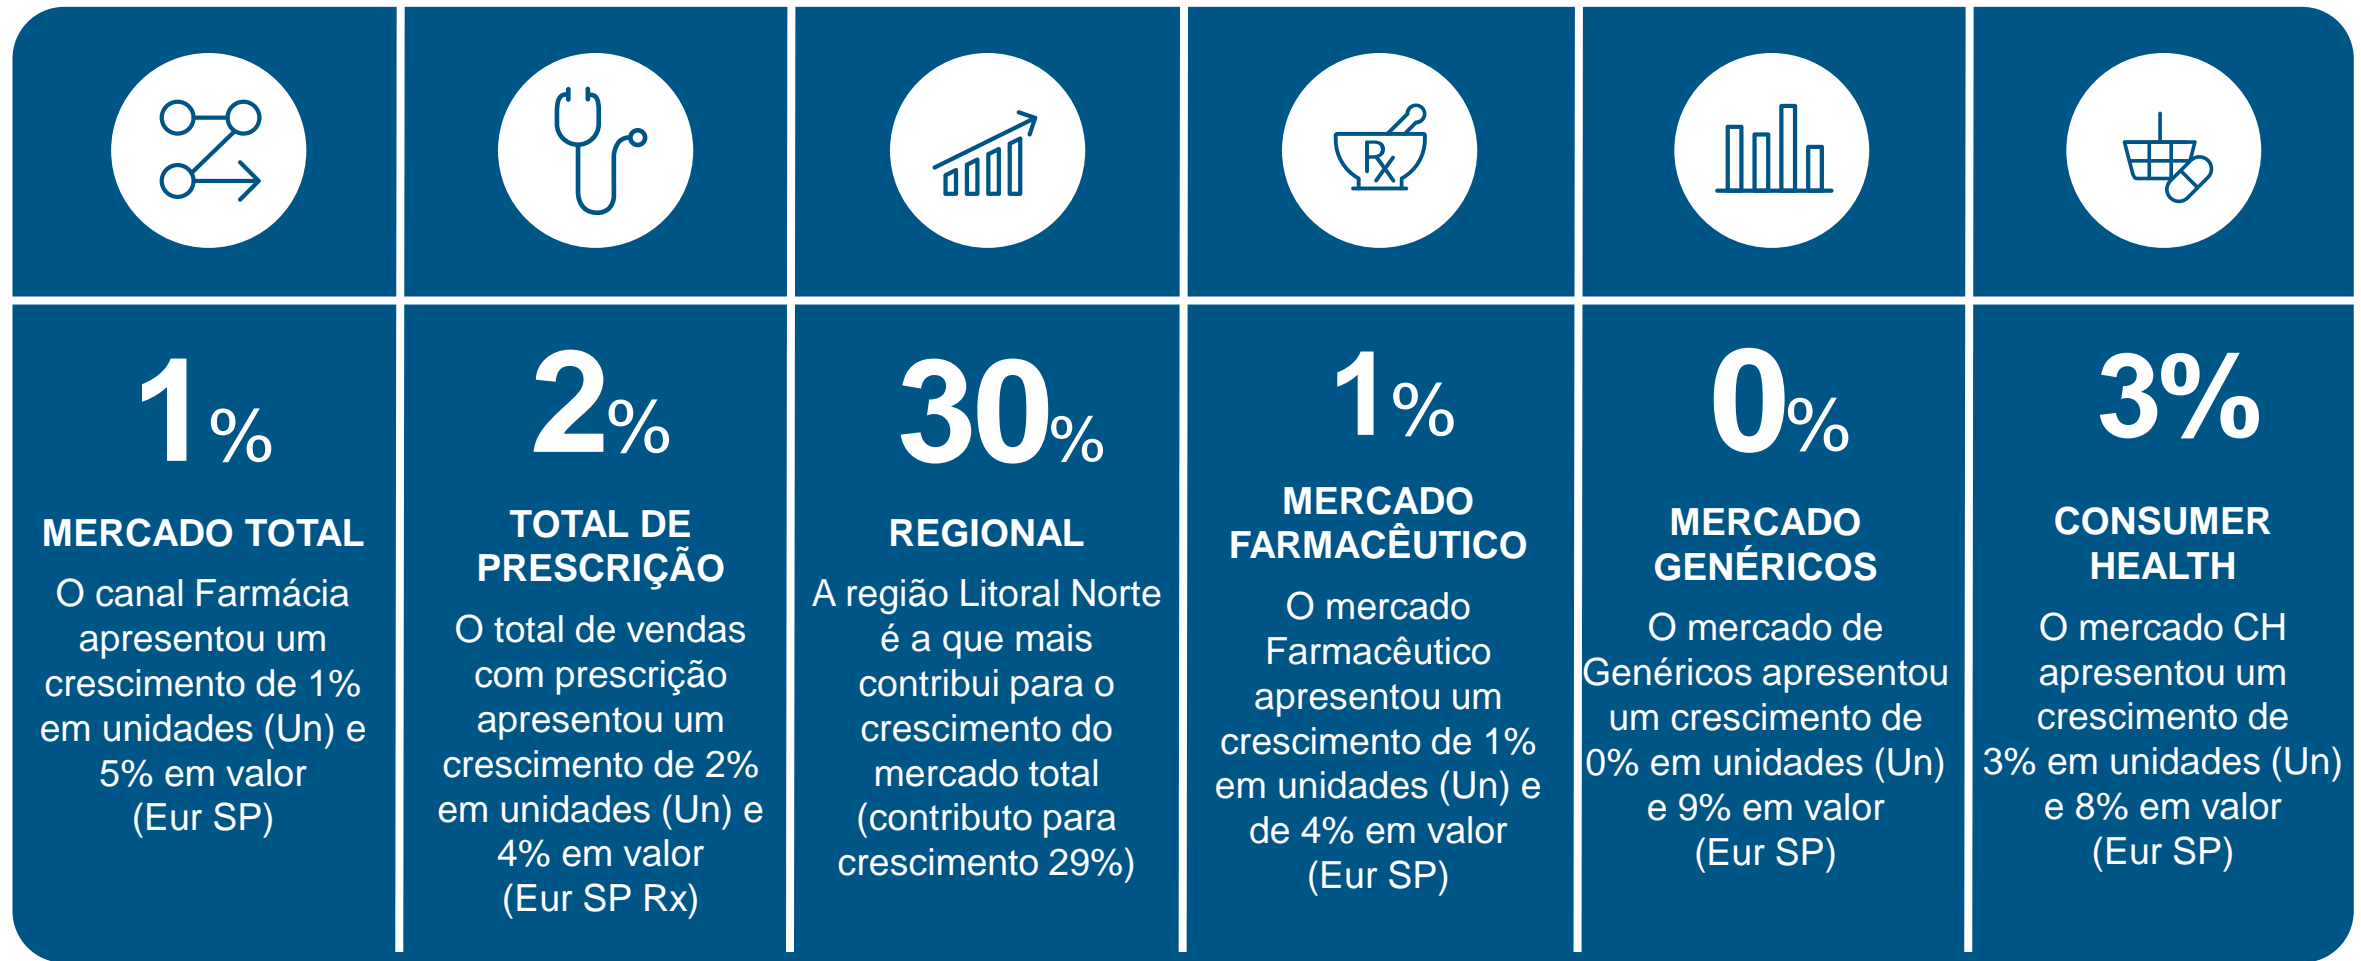 Rx
1%
MERCADO TOTAL
O canal Farmácia
apresentou um
crescimento de 1%
em unidades (Un) e
5% em valor
(Eur SP)
2%
TOTAL DE
PRESCRIÇÃO
O total de vendas
com prescrição
apresentou um
crescimento de 2%
em unidades (Un) e
4% em valor
(Eur SP Rx)
30%
REGIONAL
A região Litoral Norte
é a que mais
contribui para o
crescimento do
mercado total
(contributo para
crescimento 29%)
1%
MERCADO
FARMACÊUTICO
O mercado
Farmacêutico
apresentou um
crescimento de 1%
em unidades (Un) e
de 4% em valor
(Eur SP)
0%
MERCADO
GENÉRICOS
O mercado de
Genéricos apresentou
um crescimento de
0% em unidades (Un)
e 9% em valor
(Eur SP)
3%
CONSUMER
HEALTH
O mercado CH
apresentou um
crescimento de
3% em unidades (Un)
e 8% em valor
(Eur SP)